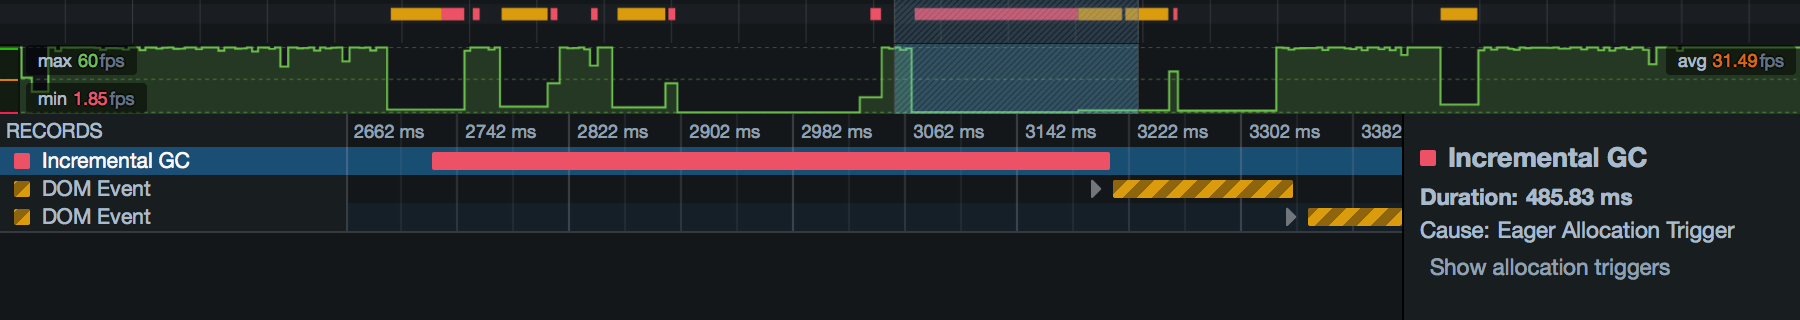 max 60fps
avg 31.49fps
min 1.85fps
RECORDS 2662 ms 2742 ms 2822 ms 2902 ms 2982 ms 3062 ms 3142 ms 3222 ms 3302 ms 3382
Incremental GC
DOM Event
DOM Event
Incremental GC
Duration: 485.83 ms
Cause: Eager Allocation Trigger
Show allocation triggers